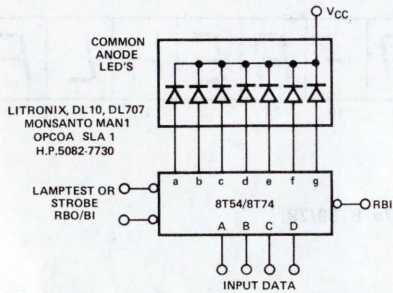 V CC
COMMON
ANODE
LED'S
LITRONIX, DL10, DL707
MONSANTO MAN1
OPCOA SLA 1
H.P.5082-7730
a b c d e f g
LAMPTEST OR
STROBE
RBO/BI
8T54/8T74
RBI
A B C D
INPUT DATA